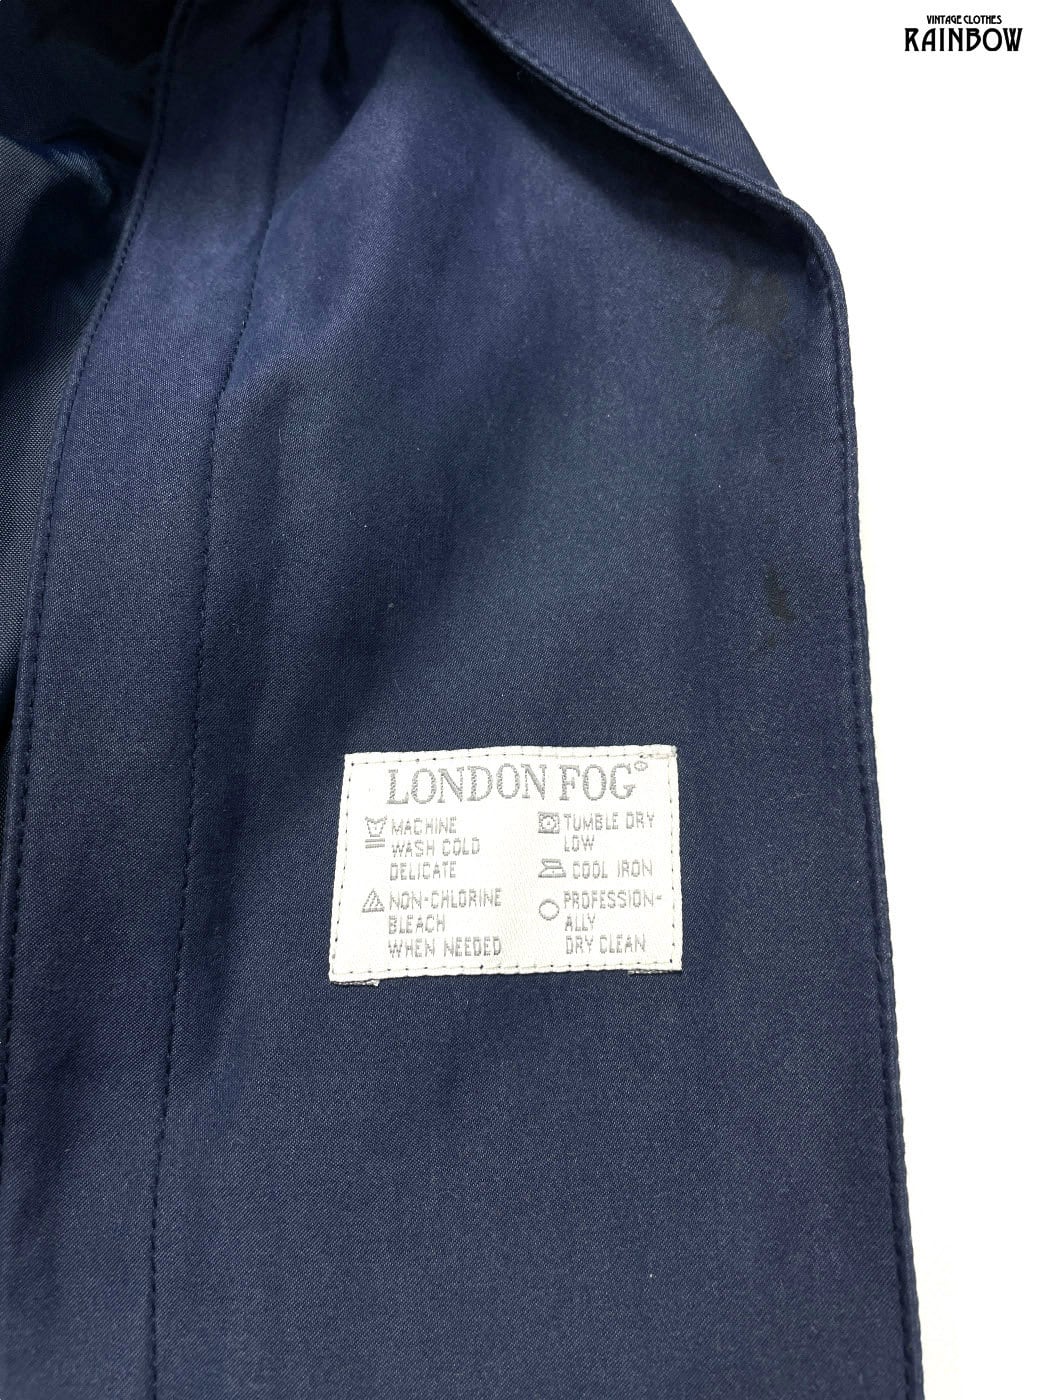 VINTAGE CLOTHES
RAINBOW
LONDON FOG®
MACHINE
WASH COLD
DELICATE
NON-CHLORINE
BLEACH
WHEN NEEDED
TUMBLE DRY
LOW
COOL IRON
PROFESSION-
ALLY
DRY CLEAN